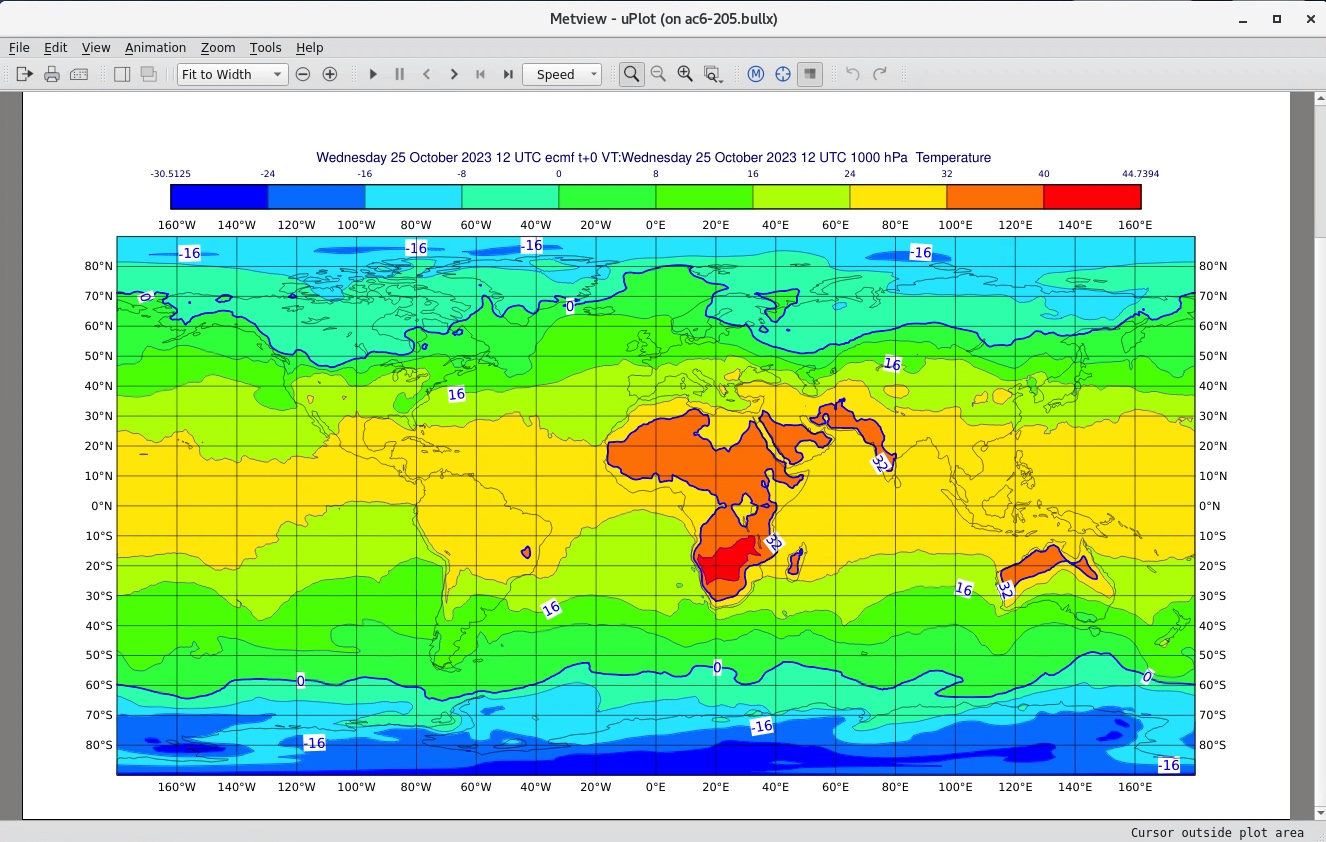 Metview - uPlot (on ac6-205.bullx)
File Edit View Animation Zoom Tools Help
Fit to Width Speed M
Wednesday 25 October 2023 12 UTC ecmf t+0 VT:Wednesday 25 October 2023 12 UTC 1000 hPa Temperature
-30.5125 -24 -16 -8 0 8 16 24 32 40 44.7394
160°W 140°W 120°W 100°W 80°W 60°W 40°W 20°W 0°E 20°E 40°E 60°E 80°E 100°E 120°E 140°E 160°E
-16 -16 -16 -16
80°N 80°N
70°N 0 0 70°N
60°N 60°N
50°N 16 50°N
40°N 16 40°N
30°N 30°N
20°N 32 20°N
10°N 10°N
0°N 0°N
10°S 32 10°S
20°S 20°S
30°S 16 16 32 30°S
40°S 40°S
50°S 50°S
60°S 0 0 0 60°S
70°S -16 70°S
80°S -16 80°S
-16
160°W 140°W 120°W 100°W 80°W 60°W 40°W 20°W 0°E 20°E 40°E 60°E 80°E 100°E 120°E 140°E 160°E
Cursor outside plot area